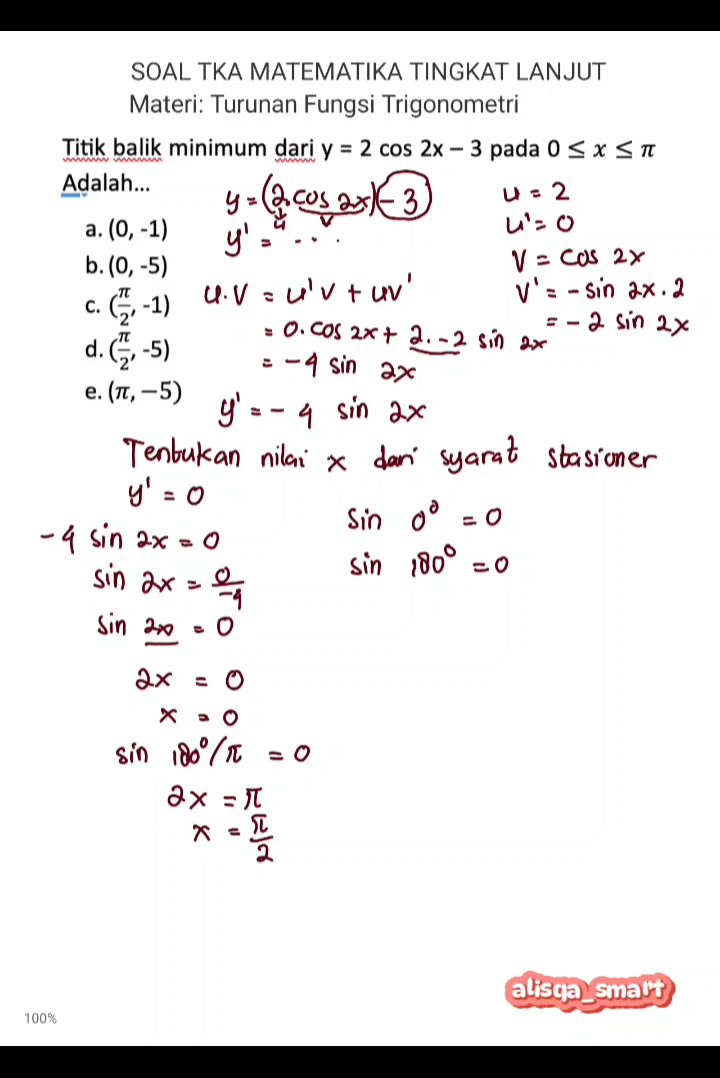 SOAL TKA MATEMATIKA TINGKAT LANJUT
Materi: Turunan Fungsi Trigonometri
Titik balik minimum dari y = 2 cos 2x – 3 pada 0 ≤ x ≤ π
Adalah...
a. (0, -1)
b. (0, -5)
c. (π/2, -1)
d. (π/2, -5)
e. (π, −5)
y = (2 cos 2x) - 3
u v
y' = ....
u = 2
u' = 0
v = cos 2x
v' = - sin 2x . 2
= - 2 sin 2x
u.v = u'v + uv'
= 0. cos 2x + 2. -2 sin 2x
= -4 sin 2x
y' = - 4 sin 2x
Tentukan nilai x dari syarat stasioner
y' = 0
-4 sin 2x = 0
sin 2x = 0/-4
sin 2x = 0
2x = 0
x = 0
sin 0° = 0
sin 180° = 0
sin 180°/π = 0
2x = π
x = π/2
alisqa_smart
100%